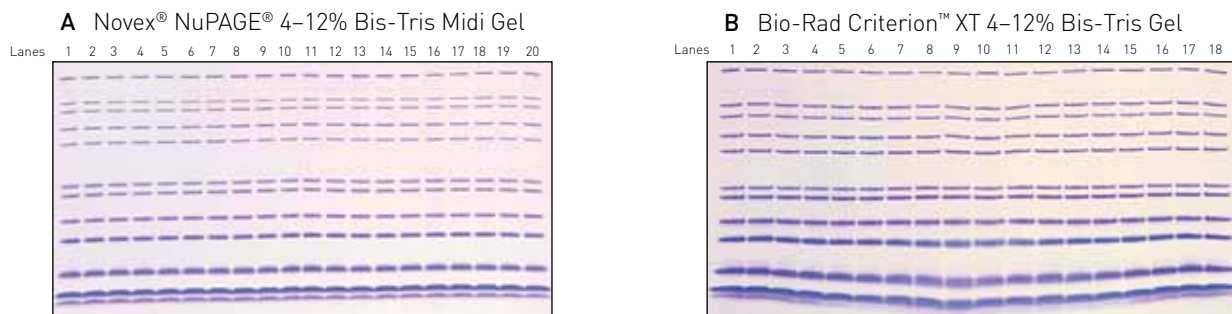 A Novex® NuPAGE® 4–12% Bis-Tris Midi Gel
Lanes 1 2 3 4 5 6 7 8 9 10 11 12 13 14 15 16 17 18 19 20
B Bio-Rad Criterion™ XT 4–12% Bis-Tris Gel
Lanes 1 2 3 4 5 6 7 8 9 10 11 12 13 14 15 16 17 18